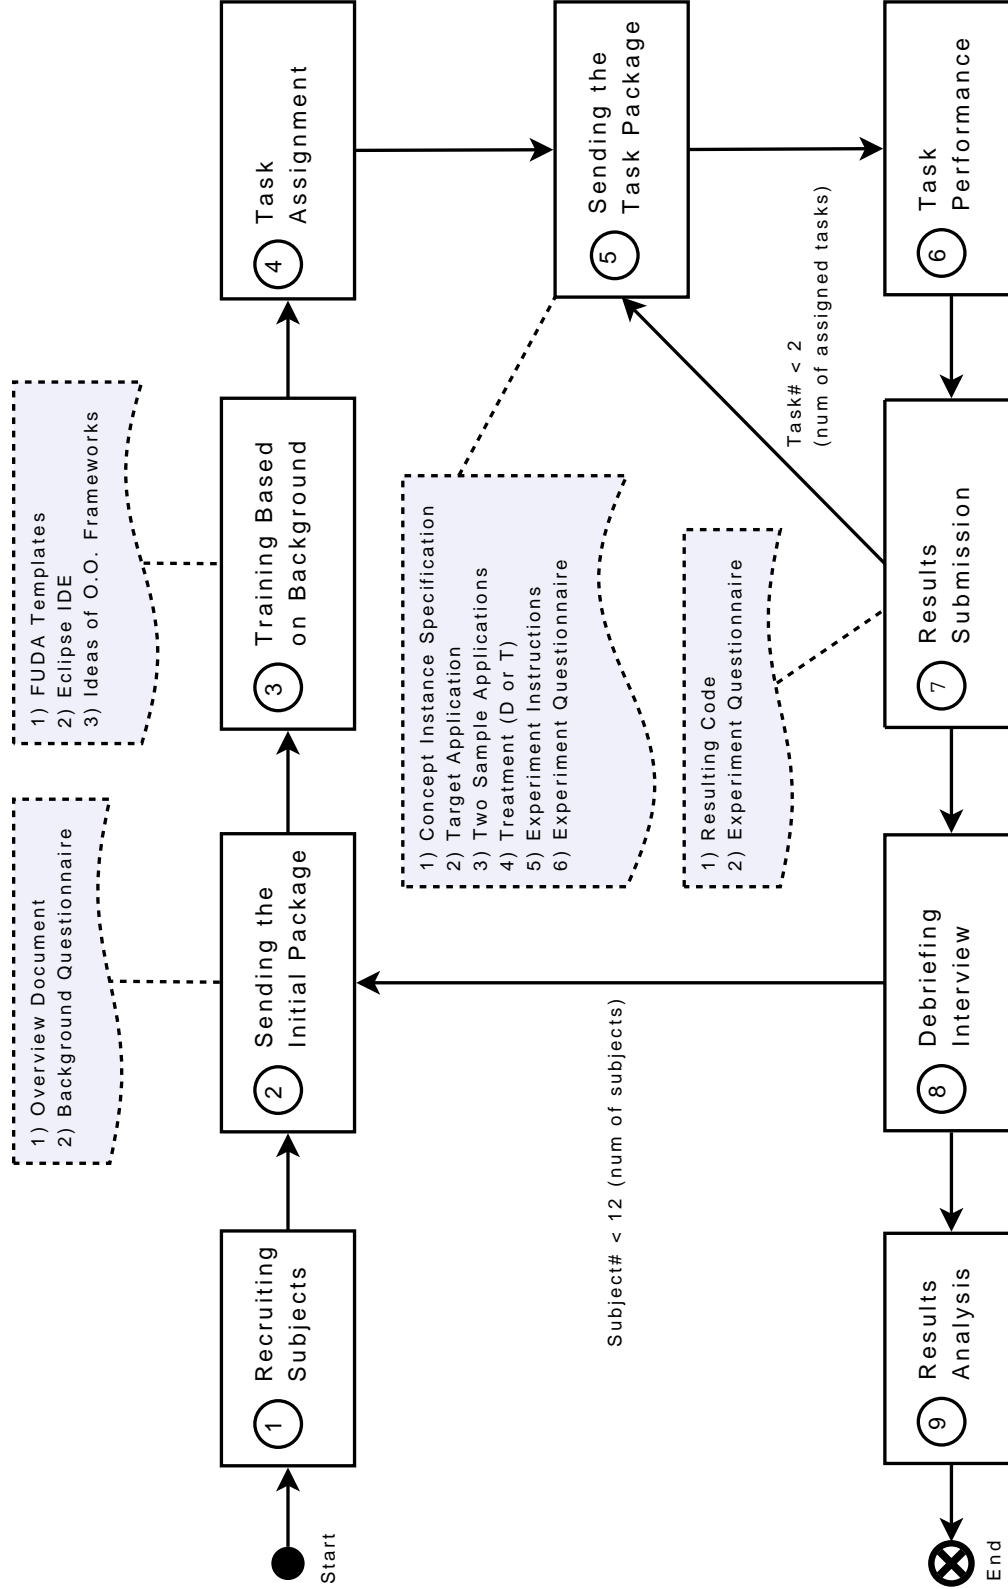 1) Overview Document
2) Background Questionnaire
1) FUDA Templates
2) Eclipse IDE
3) Ideas of O.O. Frameworks
Start
1
Recruiting
Subjects
2
Sending the
Initial Package
3
Training Based
on Background
4
Task
Assignment
1) Concept Instance Specification
2) Target Application
3) Two Sample Applications
4) Treatment (D or T)
5) Experiment Instructions
6) Experiment Questionnaire
5
Sending the
Task Package
Subject# < 12 (num of subjects)
1) Resulting Code
2) Experiment Questionnaire
Task# < 2
(num of assigned tasks)
End
9
Results
Analysis
8
Debriefing
Interview
7
Results
Submission
6
Task
Performance